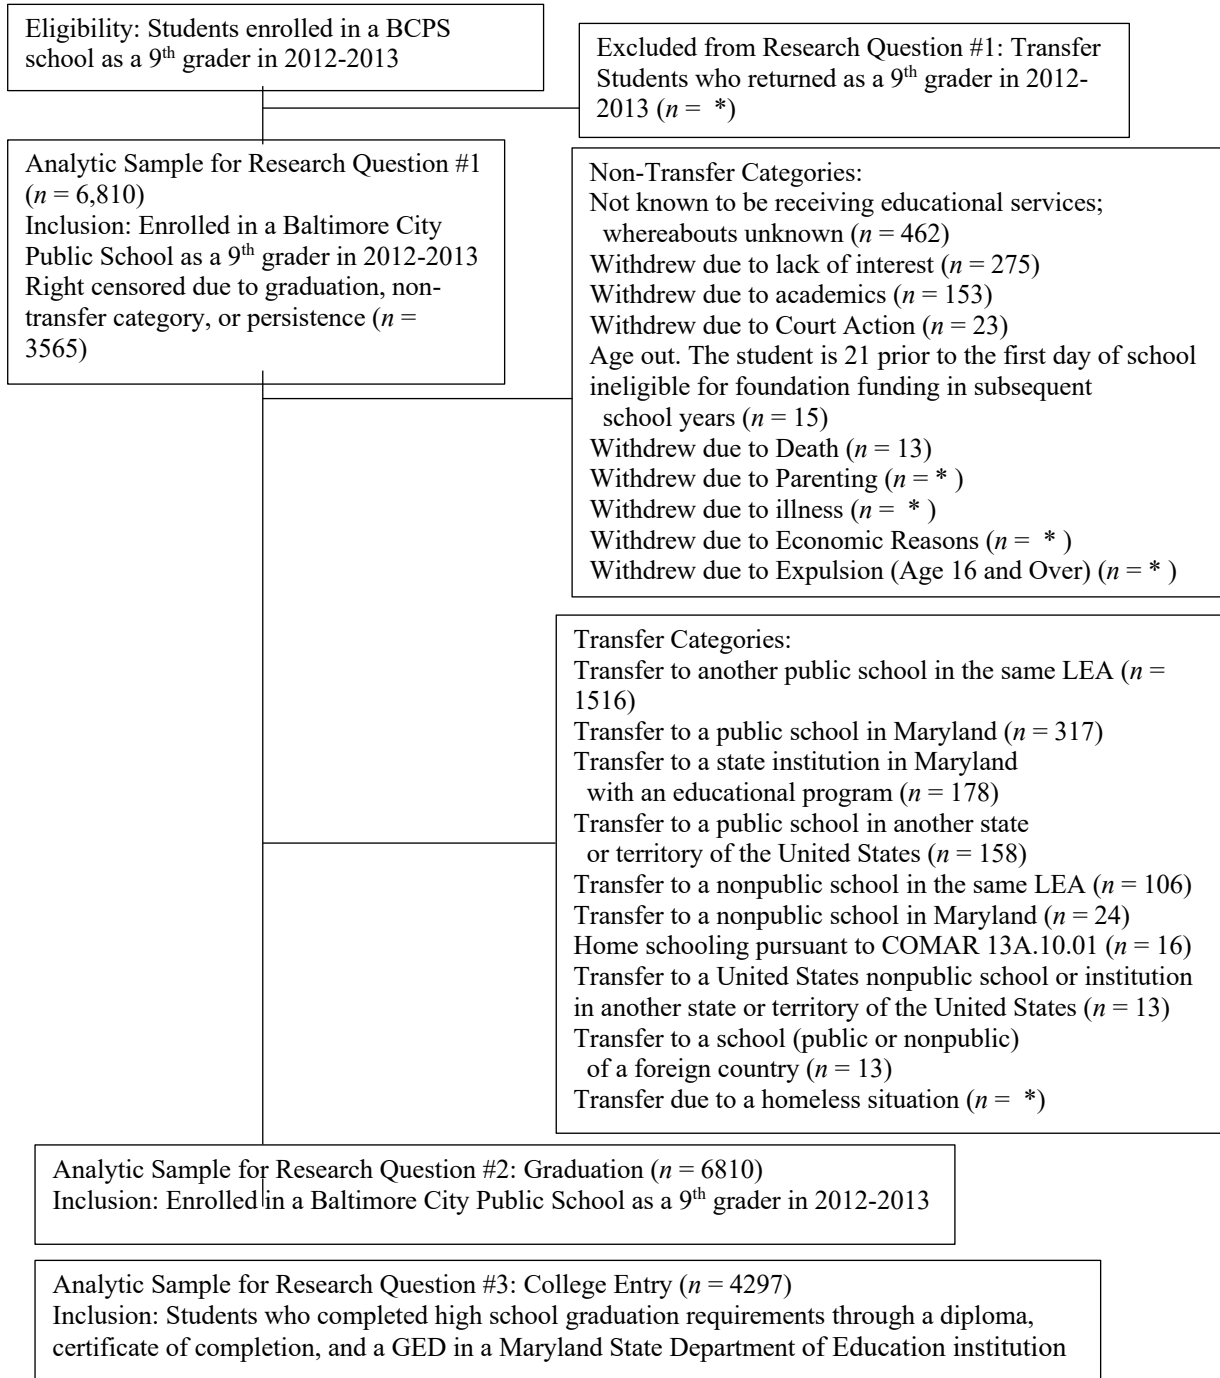 Eligibility: Students enrolled in a BCPS
school as a 9th grader in 2012-2013
Excluded from Research Question #1: Transfer
Students who returned as a 9th grader in 2012-
2013 (n = *)
Analytic Sample for Research Question #1
(n = 6,810)
Inclusion: Enrolled in a Baltimore City
Public School as a 9th grader in 2012-2013
Right censored due to graduation, non-
transfer category, or persistence (n =
3565)
Non-Transfer Categories:
Not known to be receiving educational services;
whereabouts unknown (n = 462)
Withdrew due to lack of interest (n = 275)
Withdrew due to academics (n = 153)
Withdrew due to Court Action (n = 23)
Age out. The student is 21 prior to the first day of school
ineligible for foundation funding in subsequent
school years (n = 15)
Withdrew due to Death (n = 13)
Withdrew due to Parenting (n = * )
Withdrew due to illness (n = * )
Withdrew due to Economic Reasons (n = * )
Withdrew due to Expulsion (Age 16 and Over) (n = * )
Transfer Categories:
Transfer to another public school in the same LEA (n =
1516)
Transfer to a public school in Maryland (n = 317)
Transfer to a state institution in Maryland
with an educational program (n = 178)
Transfer to a public school in another state
or territory of the United States (n = 158)
Transfer to a nonpublic school in the same LEA (n = 106)
Transfer to a nonpublic school in Maryland (n = 24)
Home schooling pursuant to COMAR 13A.10.01 (n = 16)
Transfer to a United States nonpublic school or institution
in another state or territory of the United States (n = 13)
Transfer to a school (public or nonpublic)
of a foreign country (n = 13)
Transfer due to a homeless situation (n = *)
Analytic Sample for Research Question #2: Graduation (n = 6810)
Inclusion: Enrolled in a Baltimore City Public School as a 9th grader in 2012-2013
Analytic Sample for Research Question #3: College Entry (n = 4297)
Inclusion: Students who completed high school graduation requirements through a diploma,
certificate of completion, and a GED in a Maryland State Department of Education institution